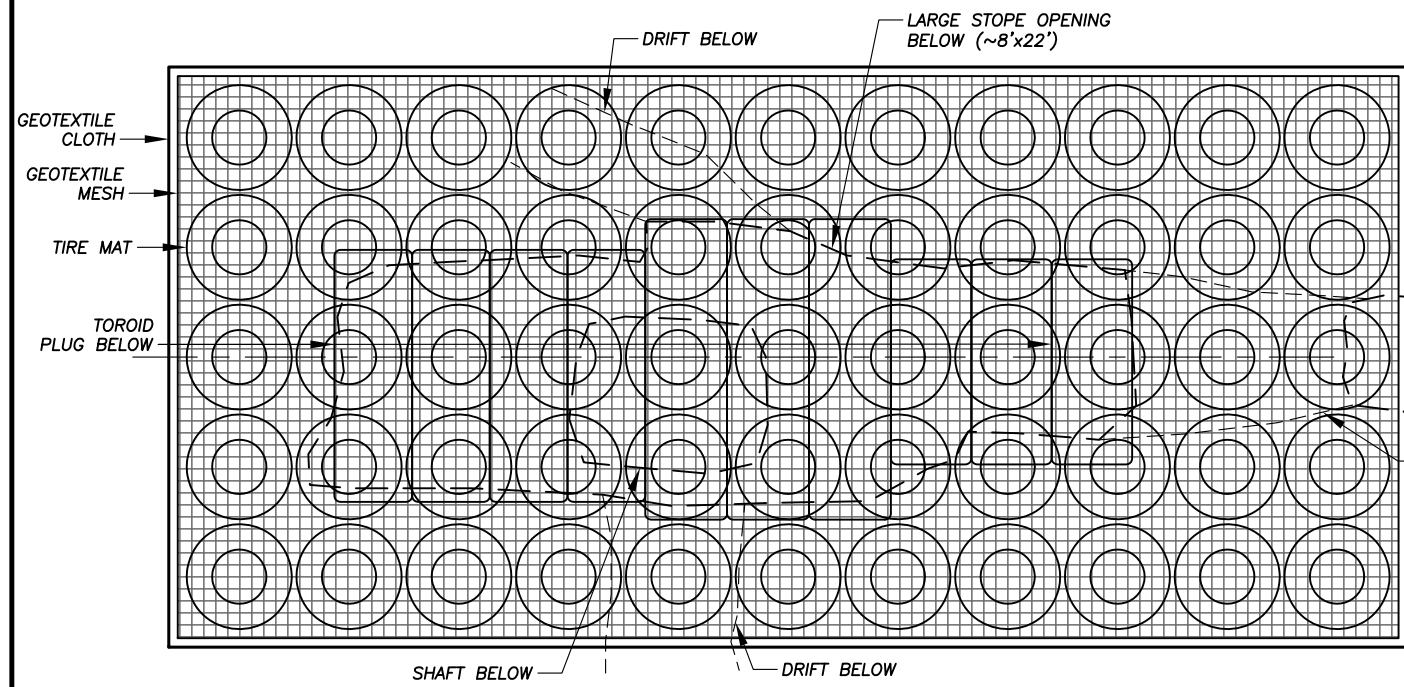 DRIFT BELOW
LARGE STOPE OPENING
BELOW (~8'x22')
GEOTEXTILE
CLOTH
GEOTEXTILE
MESH
TIRE MAT
TOROID
PLUG BELOW
SHAFT BELOW
DRIFT BELOW